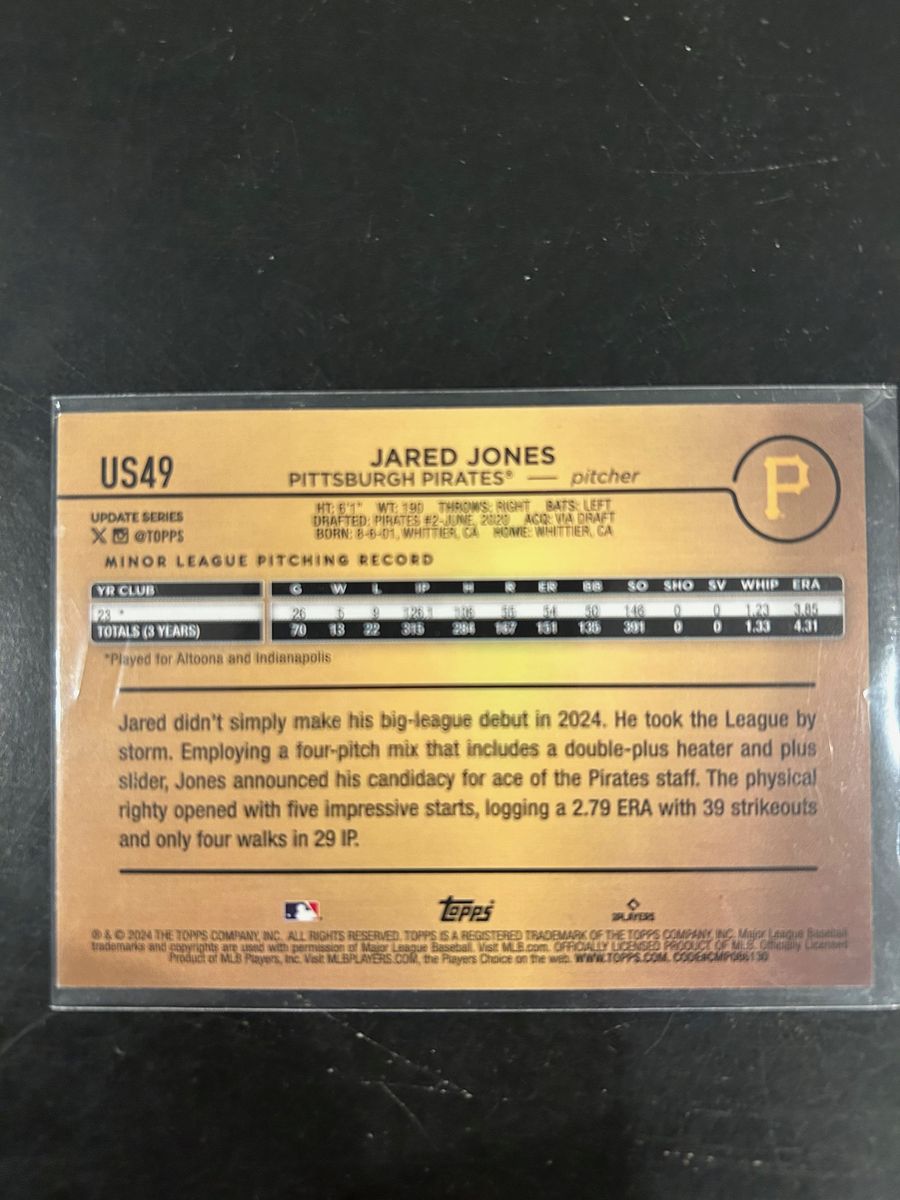 US49
JARED JONES
PITTSBURGH PIRATES® — pitcher
P
UPDATE SERIES
@TOPPS
HT: 6'1" WT: 190 THROWS: RIGHT BATS: LEFT
DRAFTED: PIRATES #2-JUNE, 2020 ACQ: VIA DRAFT
BORN: 8-6-01, WHITTIER, CA HOME: WHITTIER, CA
MINOR LEAGUE PITCHING RECORD
YR CLUB G W L IP H R ER BB SO SHO SV WHIP ERA
23 * 26 5 9 126.1 106 54 50 146 0 0 1.23 3.85
TOTALS (3 YEARS) 70 13 22 315 284 167 151 135 391 0 0 1.33 4.31
*Played for Altoona and Indianapolis
Jared didn't simply make his big-league debut in 2024. He took the League by
storm. Employing a four-pitch mix that includes a double-plus heater and plus
slider, Jones announced his candidacy for ace of the Pirates staff. The physical
righty opened with five impressive starts, logging a 2.79 ERA with 39 strikeouts
and only four walks in 29 IP.
Topps
PLAYERS
® & © 2024 THE TOPPS COMPANY, INC. ALL RIGHTS RESERVED. TOPPS IS A REGISTERED TRADEMARK OF THE TOPPS COMPANY, INC. Major League Baseball
trademarks and copyrights are used with permission of Major League Baseball. Visit MLB.com. OFFICIALLY LICENSED PRODUCT OF MLB. Officially Licensed
Product of MLB Players, Inc. Visit MLBPLAYERS.COM, the Players Choice on the web. WWW.TOPPS.COM. CODE#CMP086130